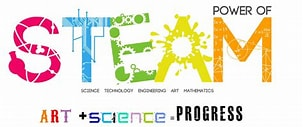 POWER OF
STEAM
SCIENCE TECHNOLOGY ENGINEERING ART MATHEMATICS
ART + science = PROGRESS